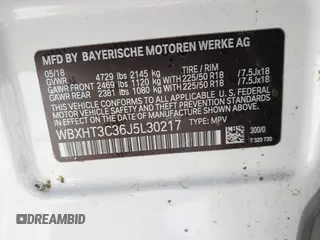 MFD BY BAYERISCHE MOTOREN WERKE AG
05/18 TIRE / RIM
GVWR 4729 lbs 2145 kg
GAWR FRONT 2469 lbs 1120 kg 225/50 R18 /7.5Jx18
GAWR REAR 2381 lbs 1080 kg 225/50 R18 /7.5Jx18
THIS VEHICLE CONFORMS TO ALL APPLICABLE
U. S. FEDERAL MOTOR VEHICLE SAFETY, BUMPER,
AND THEFT PREVENTION STANDARDS IN EFFECT ON
THE DATE OF MANUFACTURE SHOWN ABOVE.
WBXHT3C36J5L30217 TYPE: MPV
300/0
7 320 730
DREAMBID